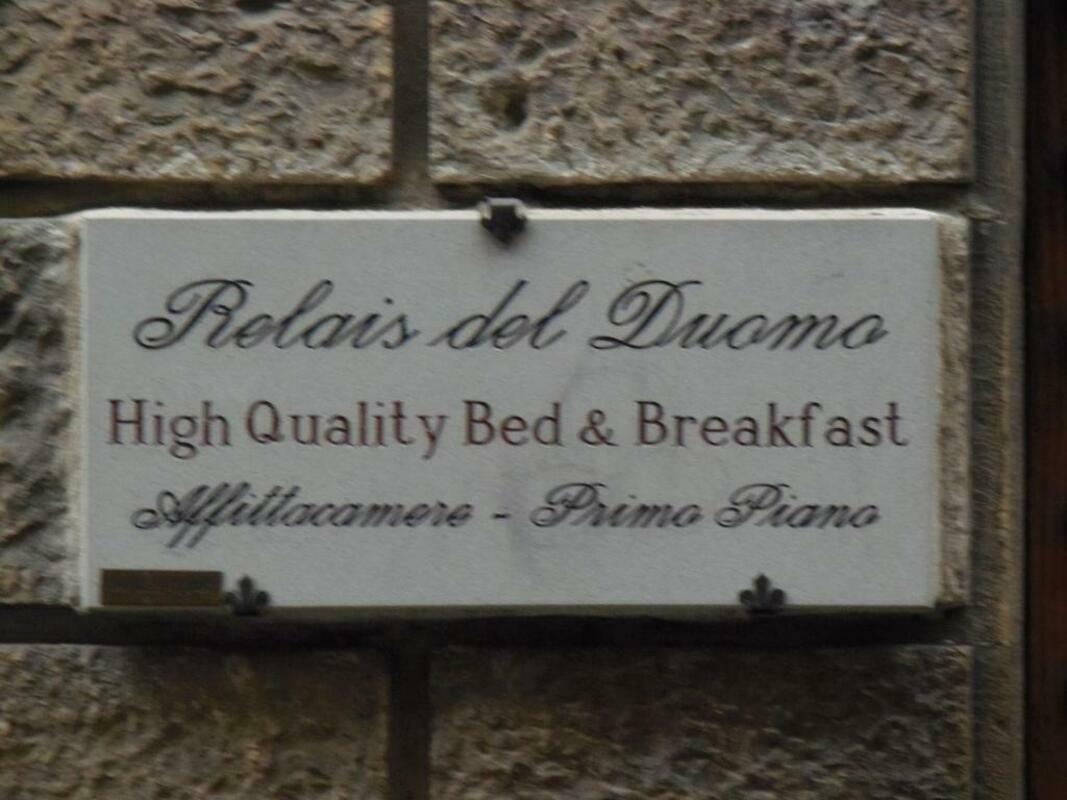 Relais del Duomo
High Quality Bed & Breakfast
Affittacamere - Primo Piano